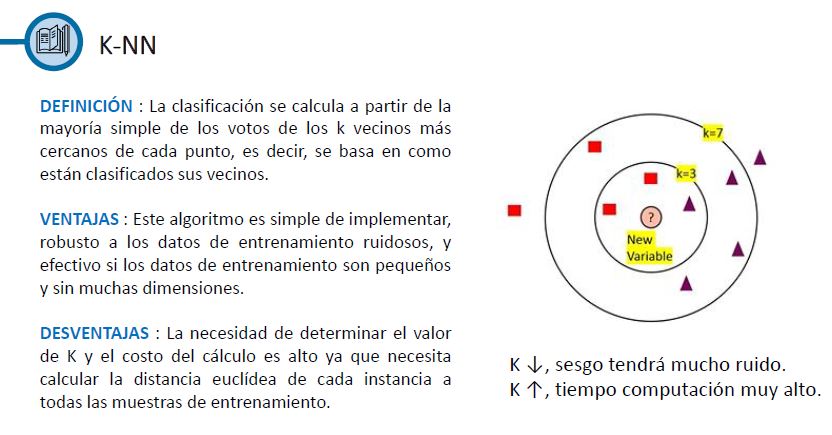 K-NN
DEFINICIÓN : La clasificación se calcula a partir de la
mayoría simple de los votos de los k vecinos más
cercanos de cada punto, es decir, se basa en como
están clasificados sus vecinos.
VENTAJAS : Este algoritmo es simple de implementar,
robusto a los datos de entrenamiento ruidosos, y
efectivo si los datos de entrenamiento son pequeños
y sin muchas dimensiones.
DESVENTAJAS : La necesidad de determinar el valor
de K y el costo del cálculo es alto ya que necesita
calcular la distancia euclídea de cada instancia a
todas las muestras de entrenamiento.
k=7
k=3
?
New
Variable
K ↓, sesgo tendrá mucho ruido.
K ↑, tiempo computación muy alto.